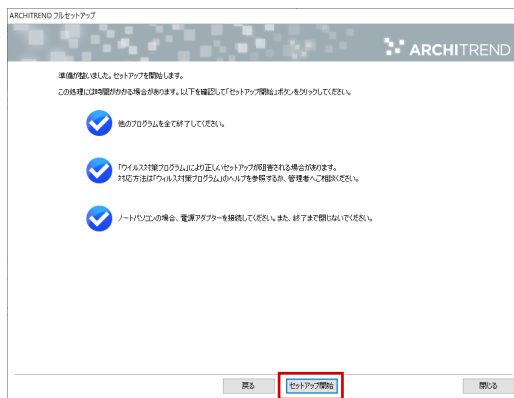 ARCHITREND フルセットアップ
ARCHITREND
準備が整いました。セットアップを開始します。
この処理には時間がかかる場合があります。以下を確認して「セットアップ開始」ボタンをクリックしてください。
他のプログラムを全て終了してください。
「ウイルス対策プログラム」により正しいセットアップが阻害される場合があります。
対応方法は「ウィルス対策プログラム」のヘルプを参照するか、管理者へご相談ください。
ノートパソコンの場合、電源アダプターを接続してください。また、終了まで閉じないでください。
戻る
セットアップ開始
閉じる